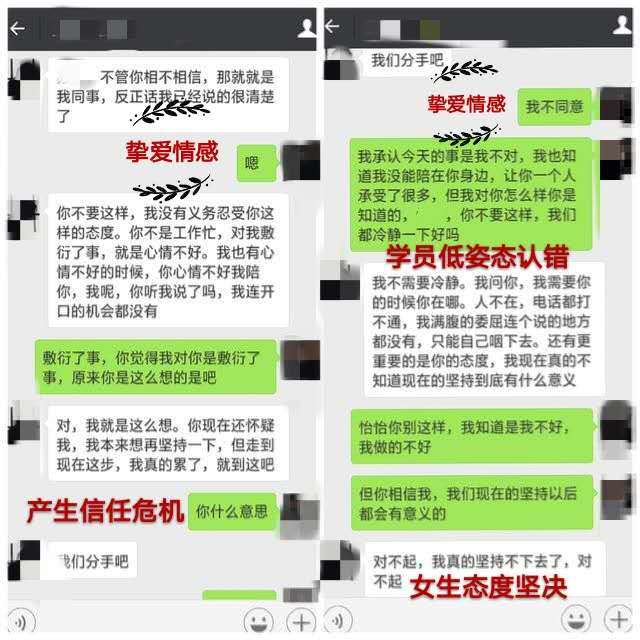 不管你相不相信，那就就是
我同事，反正话我已经说的很清楚
了
挚爱情感
嗯
你不要这样，我没有义务忍受你这
样的态度。你不是工作忙，对我敷
衍了事，就是心情不好。我也有心
情不好的时候，你心情不好我陪
你，我呢，你听我说了吗，我连开
口的机会都没有
敷衍了事，你觉得我对你是敷衍了
事，原来你是这么想的是吧
对，我就是这么想。你现在还怀疑
我，我本来想再坚持一下，但走到
现在这步，我真的累了，就到这吧
产生信任危机
你什么意思
我们分手吧
我们分手吧
挚爱情感
我不同意
我承认今天的事是我不对，我也知
道我没能陪在你身边，让你一个人
承受了很多，但我对你怎么样你是
知道的，，你不要这样，我们
都冷静一下好吗
学员低姿态认错
我不需要冷静。我问你，我需要你
的时候你在哪。人不在，电话都打
不通，我满腹的委屈连个说的地方
都没有，只能自己咽下去。还有更
重要的是你的态度，我现在真的不
知道现在的坚持到底有什么意义
怡怡你别这样，我知道是我不好，
我做的不好
但你相信我，我们现在的坚持以后
都会有意义的
对不起，我真的坚持不下去了，对
不起
女生态度坚决